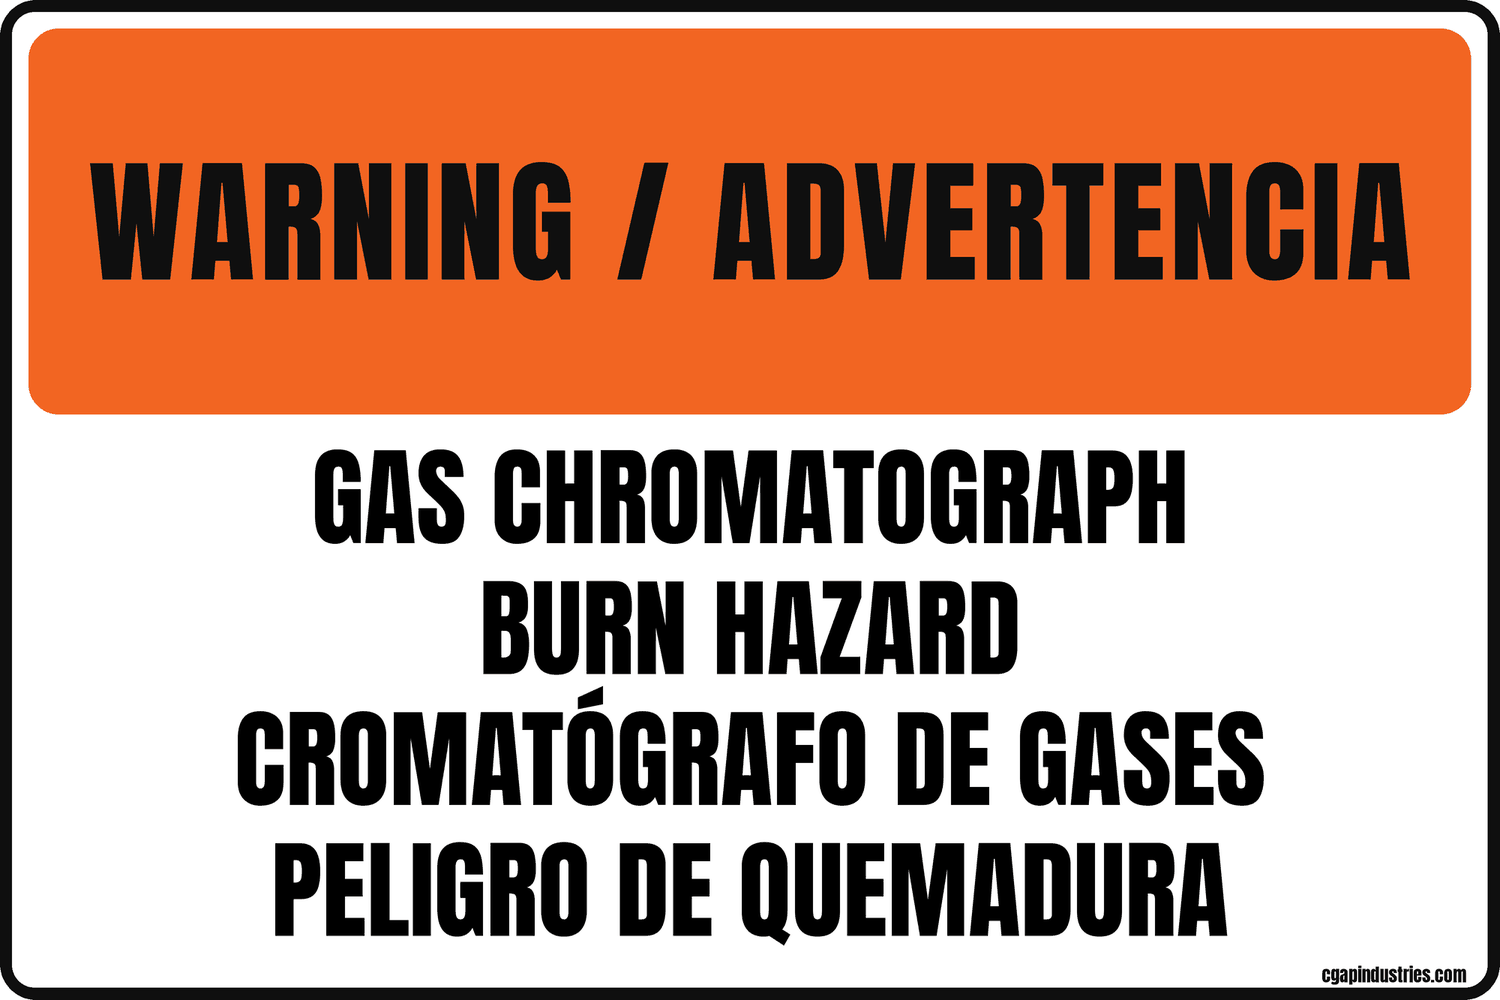 WARNING / ADVERTENCIA
GAS CHROMATOGRAPH
BURN HAZARD
CROMATÓGRAFO DE GASES
PELIGRO DE QUEMADURA
cgapindustries.com